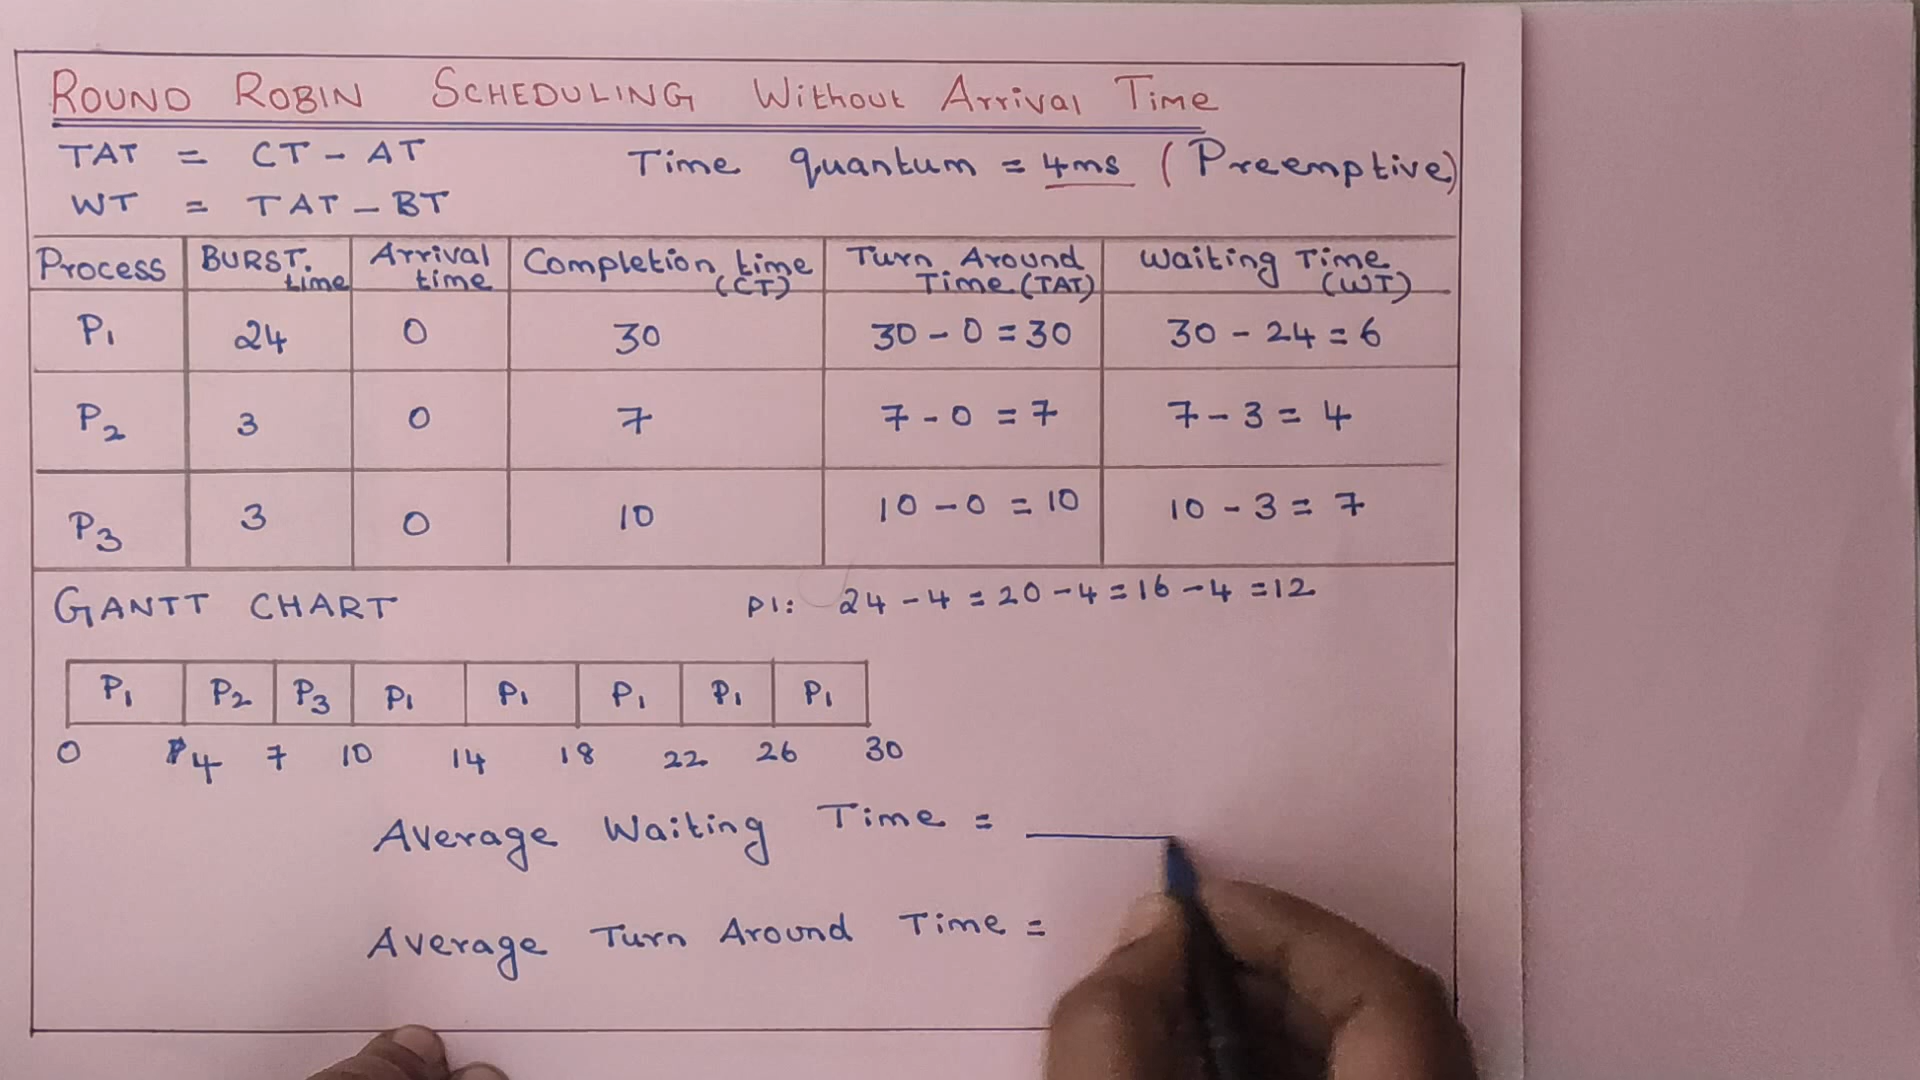 ROUND ROBIN SCHEDULING Without Arrival Time
TAT = CT - AT
Time quantum = 4ms (Preemptive)
WT = TAT - BT
Process BURST time Arrival time Completion time (CT) Turn Around Time (TAT) Waiting Time (WT)
P1 24 0 30 30 - 0 = 30 30 - 24 = 6
P2 3 0 7 7 - 0 = 7 7 - 3 = 4
P3 3 0 10 10 - 0 = 10 10 - 3 = 7
GANTT CHART
P1: 24 - 4 = 20 - 4 = 16 - 4 = 12
P1 P2 P3 P1 P1 P1 P1 P1
0 4 7 10 14 18 22 26 30
Average Waiting Time =
Average Turn Around Time =